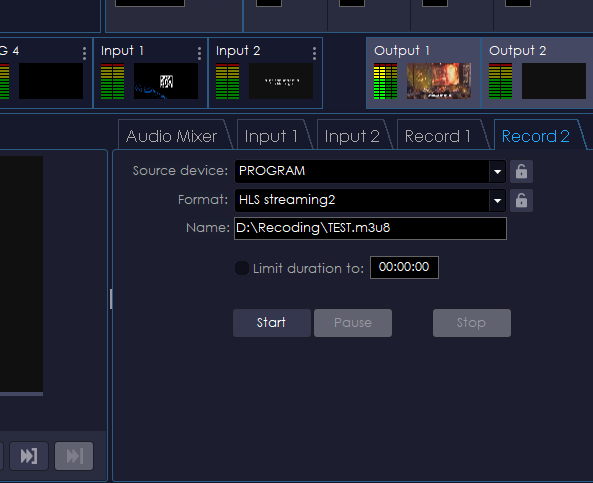 G 4
Input 1
Input 2
Output 1
Output 2
Audio Mixer
Input 1
Input 2
Record 1
Record 2
Source device: PROGRAM
Format: HLS streaming2
Name: D:\Recoding\TEST.m3u8
Limit duration to: 00:00:00
Start
Pause
Stop